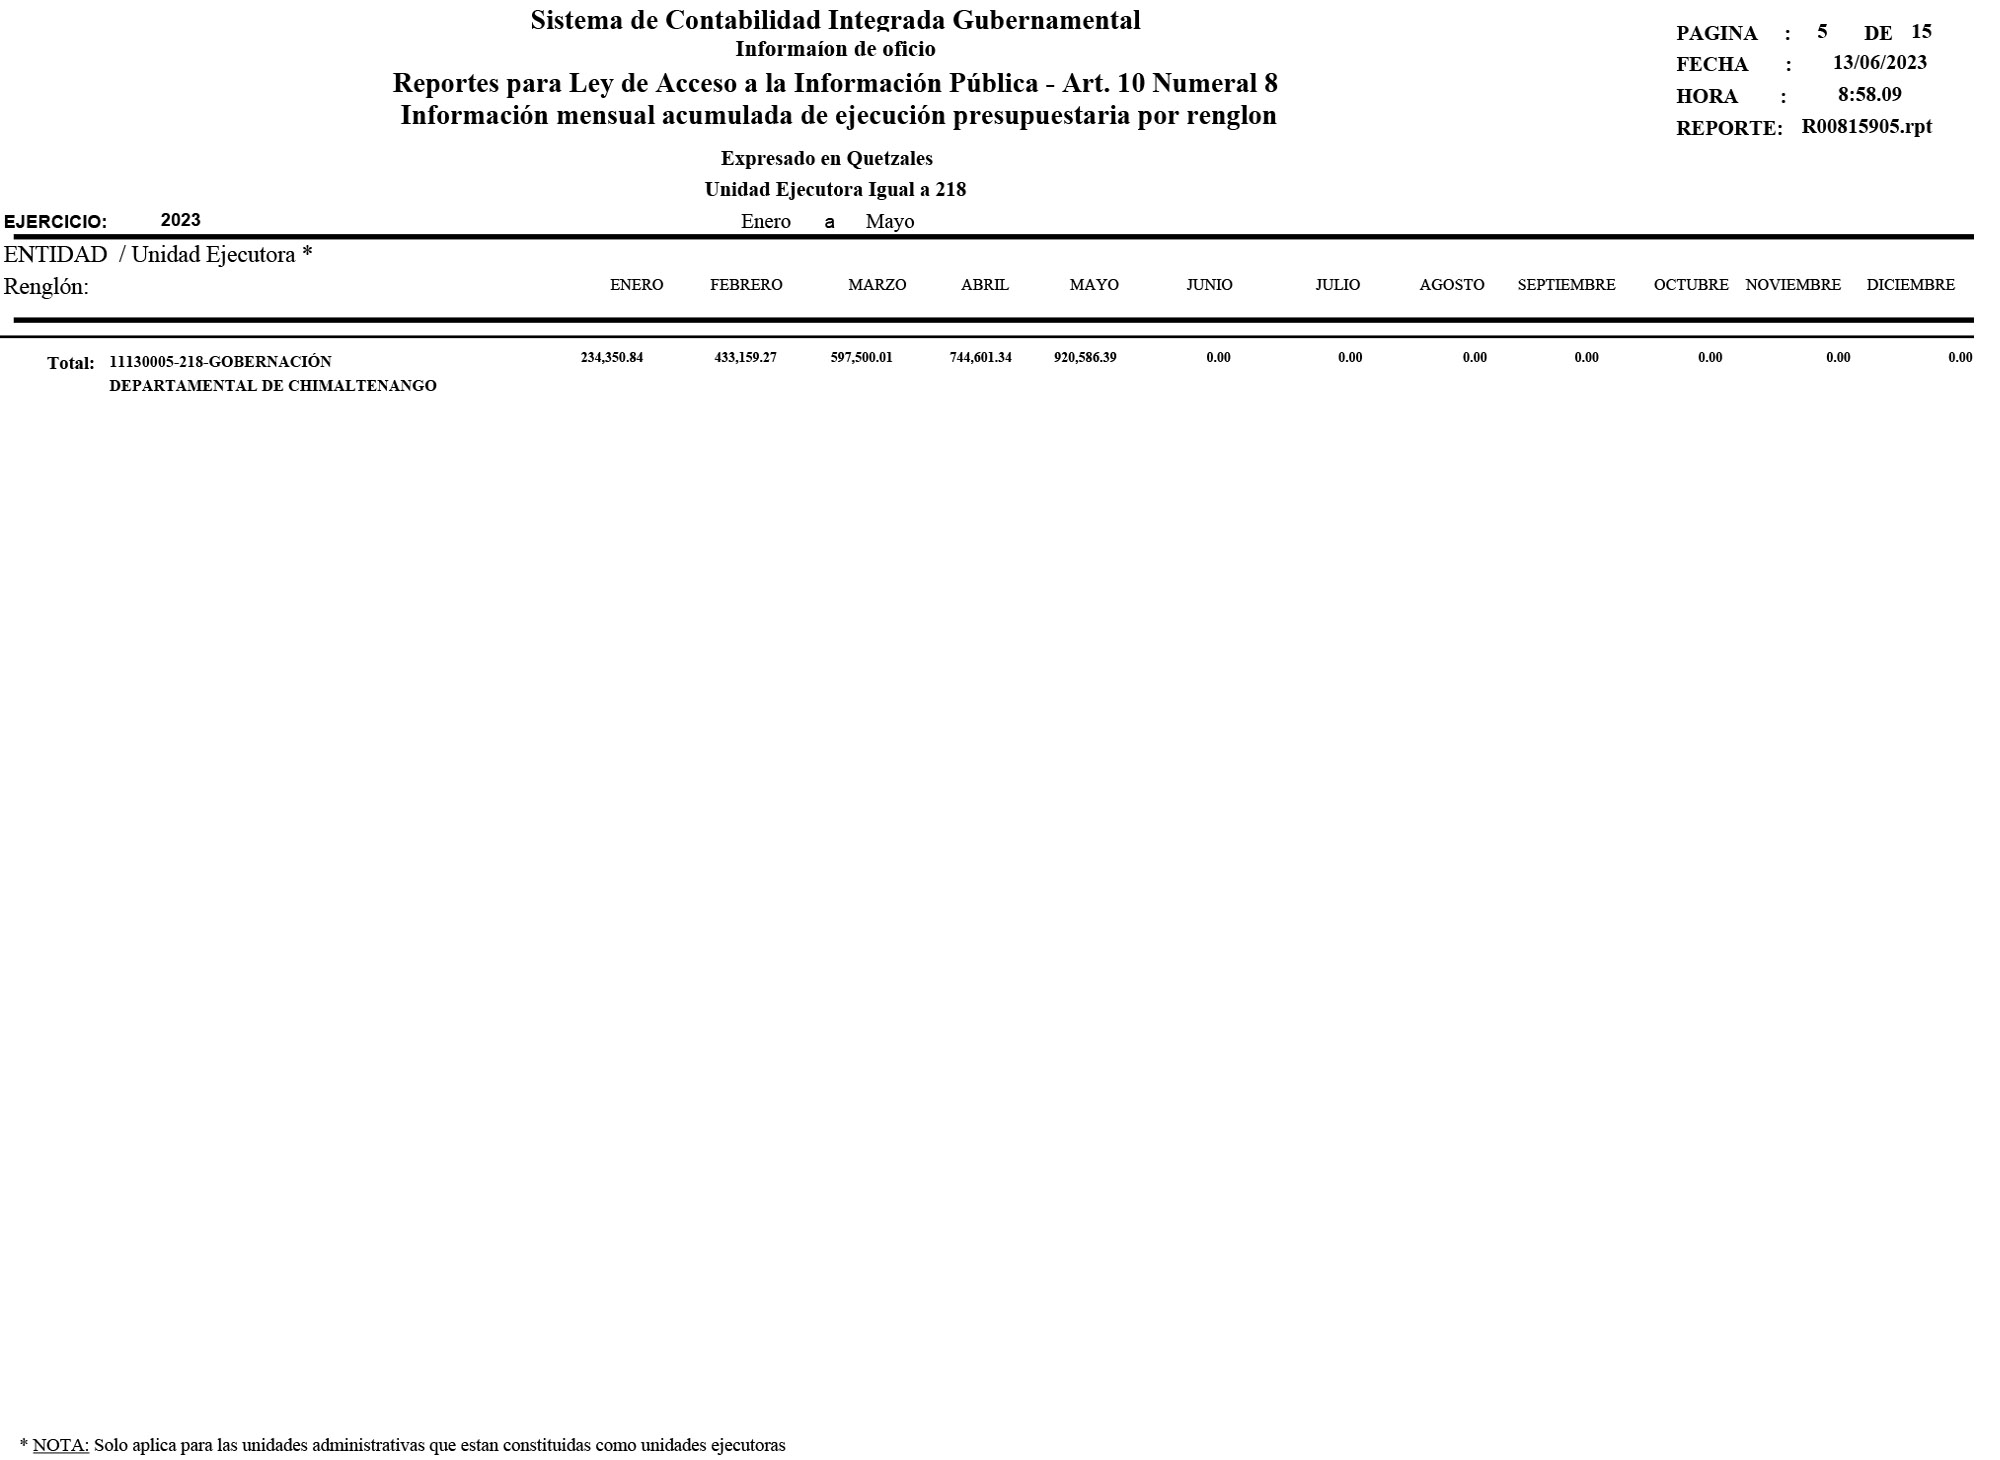 Sistema de Contabilidad Integrada Gubernamental
Informaíon de oficio
Reportes para Ley de Acceso a la Información Pública - Art. 10 Numeral 8
Información mensual acumulada de ejecución presupuestaria por renglon
PAGINA : 5 DE 15
FECHA : 13/06/2023
HORA : 8:58.09
REPORTE: R00815905.rpt
Expresado en Quetzales
Unidad Ejecutora Igual a 218
EJERCICIO: 2023 Enero a Mayo
ENTIDAD / Unidad Ejecutora *
Renglón: ENERO FEBRERO MARZO ABRIL MAYO JUNIO JULIO AGOSTO SEPTIEMBRE OCTUBRE NOVIEMBRE DICIEMBRE
Total: 11130005-218-GOBERNACIÓN 234,350.84 433,159.27 597,500.01 744,601.34 920,586.39 0.00 0.00 0.00 0.00 0.00 0.00 0.00
DEPARTAMENTAL DE CHIMALTENANGO
* NOTA: Solo aplica para las unidades administrativas que estan constituidas como unidades ejecutoras